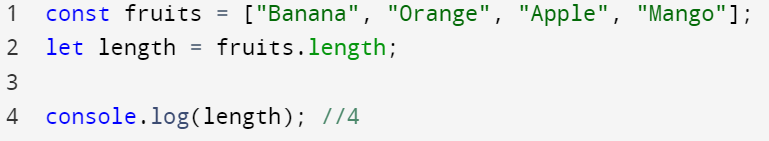 1 const fruits = ["Banana", "Orange", "Apple", "Mango"];
2 let length = fruits.length;
3
4 console.log(length); //4